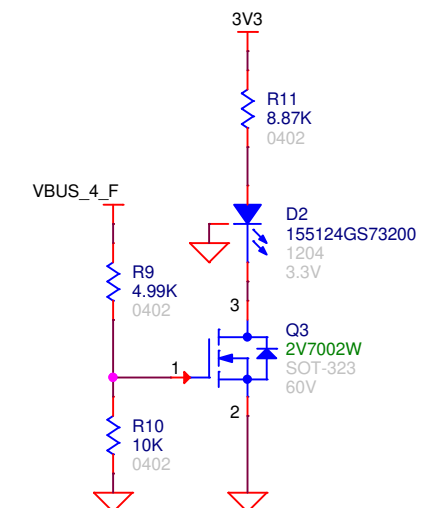 3V3
R11
8.87K
0402
VBUS_4_F
D2
155124GS73200
1204
3.3V
R9
4.99K
0402
3
Q3
2V7002W
SOT-323
60V
1
2
R10
10K
0402